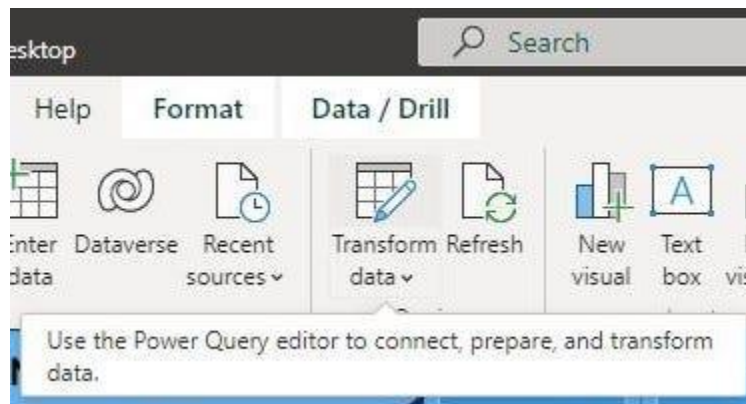 esktop
Search
Help Format Data / Drill
Enter Dataverse Recent Transform Refresh New Text
data sources data visual box vis
A
Use the Power Query editor to connect, prepare, and transform
data.